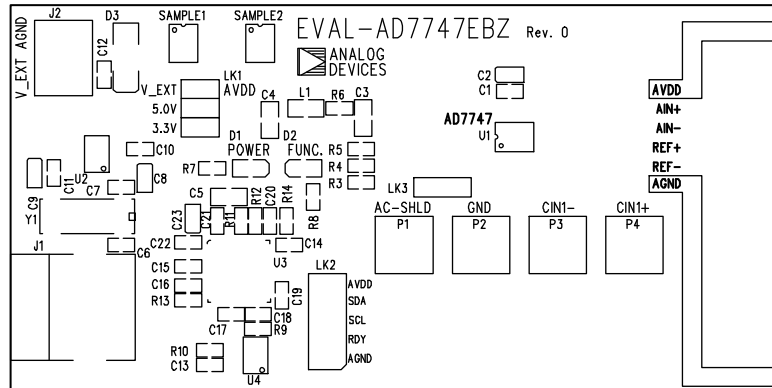 J2
D3
SAMPLE1
SAMPLE2
EVAL-AD7747EBZ Rev. 0
ANALOG
DEVICES
V_EXT AGND
C12
LK1
V_EXT AVDD
5.0V
3.3V
C4
L1
R6
C3
C2
C1
AD7747
U1
AVDD
AIN+
AIN-
REF+
REF-
AGND
U2
C10
D1
POWER
D2
FUNC.
R5
R4
R3
R7
C9
C11
C7
C8
C5
R12
C20
R14
R8
LK3
Y1
C23
C21
R11
AC-SHLD
P1
GND
P2
CIN1-
P3
CIN1+
P4
J1
C6
C22
C14
U3
C15
C16
R13
LK2
AVDD
SDA
SCL
RDY
AGND
C19
C17
C18
R9
R10
C13
U4